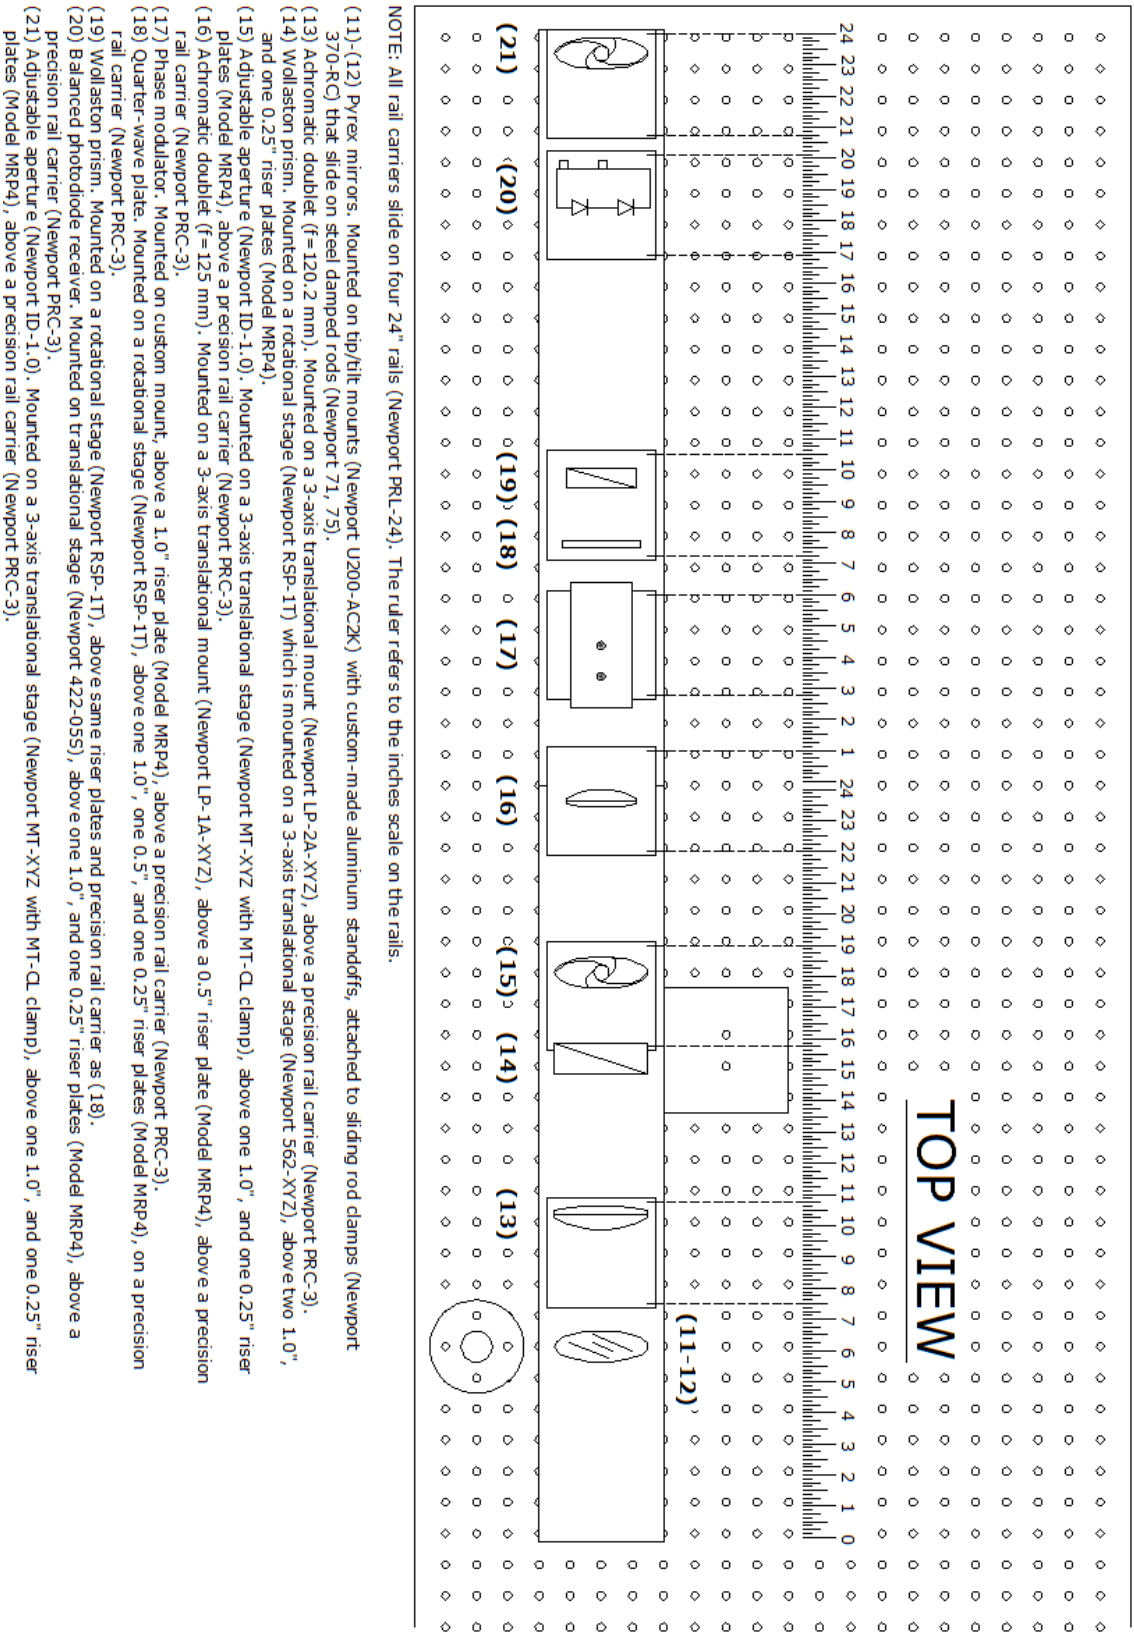 TOP VIEW
24 23 22 21 20 19 18 17 16 15 14 13 12 11 10 9 8 7 6 5 4 3 2 1 24 23 22 21 20 19 18 17 16 15 14 13 12 11 10 9 8 7 6 5 4 3 2 1 0
(11-12)
(21) (20) (19) (18) (17) (16) (15) (14) (13)
NOTE: All rail carriers slide on four 24" rails (Newport PRL-24). The ruler refers to the inches scale on the rails.
(11)-(12) Pyrex mirrors. Mounted on tip/tilt mounts (Newport U200-AC2K) with custom-made aluminum standoffs, attached to sliding rod clamps (Newport
370-RC) that slide on steel damped rods (Newport 71, 75).
(13) Achromatic doublet (f=120.2 mm). Mounted on a 3-axis translational mount (Newport LP-2A-XYZ), above a precision rail carrier (Newport PRC-3).
(14) Wollaston prism. Mounted on a rotational stage (Newport RSP-1T) which is mounted on a 3-axis translational stage (Newport 562-XYZ), above two 1.0",
and one 0.25" riser plates (Model MRP4).
(15) Adjustable aperture (Newport ID-1.0). Mounted on a 3-axis translational stage (Newport MT-XYZ with MT-CL clamp), above one 1.0", and one 0.25" riser
plates (Model MRP4), above a precision rail carrier (Newport PRC-3).
(16) Achromatic doublet (f=125 mm). Mounted on a 3-axis translational mount (Newport LP-1A-XYZ), above a 0.5" riser plate (Model MRP4), above a precision
rail carrier (Newport PRC-3).
(17) Phase modulator. Mounted on custom mount, above a 1.0" riser plate (Model MRP4), above a precision rail carrier (Newport PRC-3).
(18) Quarter-wave plate. Mounted on a rotational stage (Newport RSP-1T), above one 1.0", one 0.5", and one 0.25" riser plates (Model MRP4), on a precision
rail carrier (Newport PRC-3).
(19) Wollaston prism. Mounted on a rotational stage (Newport RSP-1T), above same riser plates and precision rail carrier as (18).
(20) Balanced photodiode receiver. Mounted on translational stage (Newport 422-05S), above one 1.0", and one 0.25" riser plates (Model MRP4), above a
precision rail carrier (Newport PRC-3).
(21) Adjustable aperture (Newport ID-1.0). Mounted on a 3-axis translational stage (Newport MT-XYZ with MT-CL clamp), above one 1.0", and one 0.25" riser
plates (Model MRP4), above a precision rail carrier (Newport PRC-3).